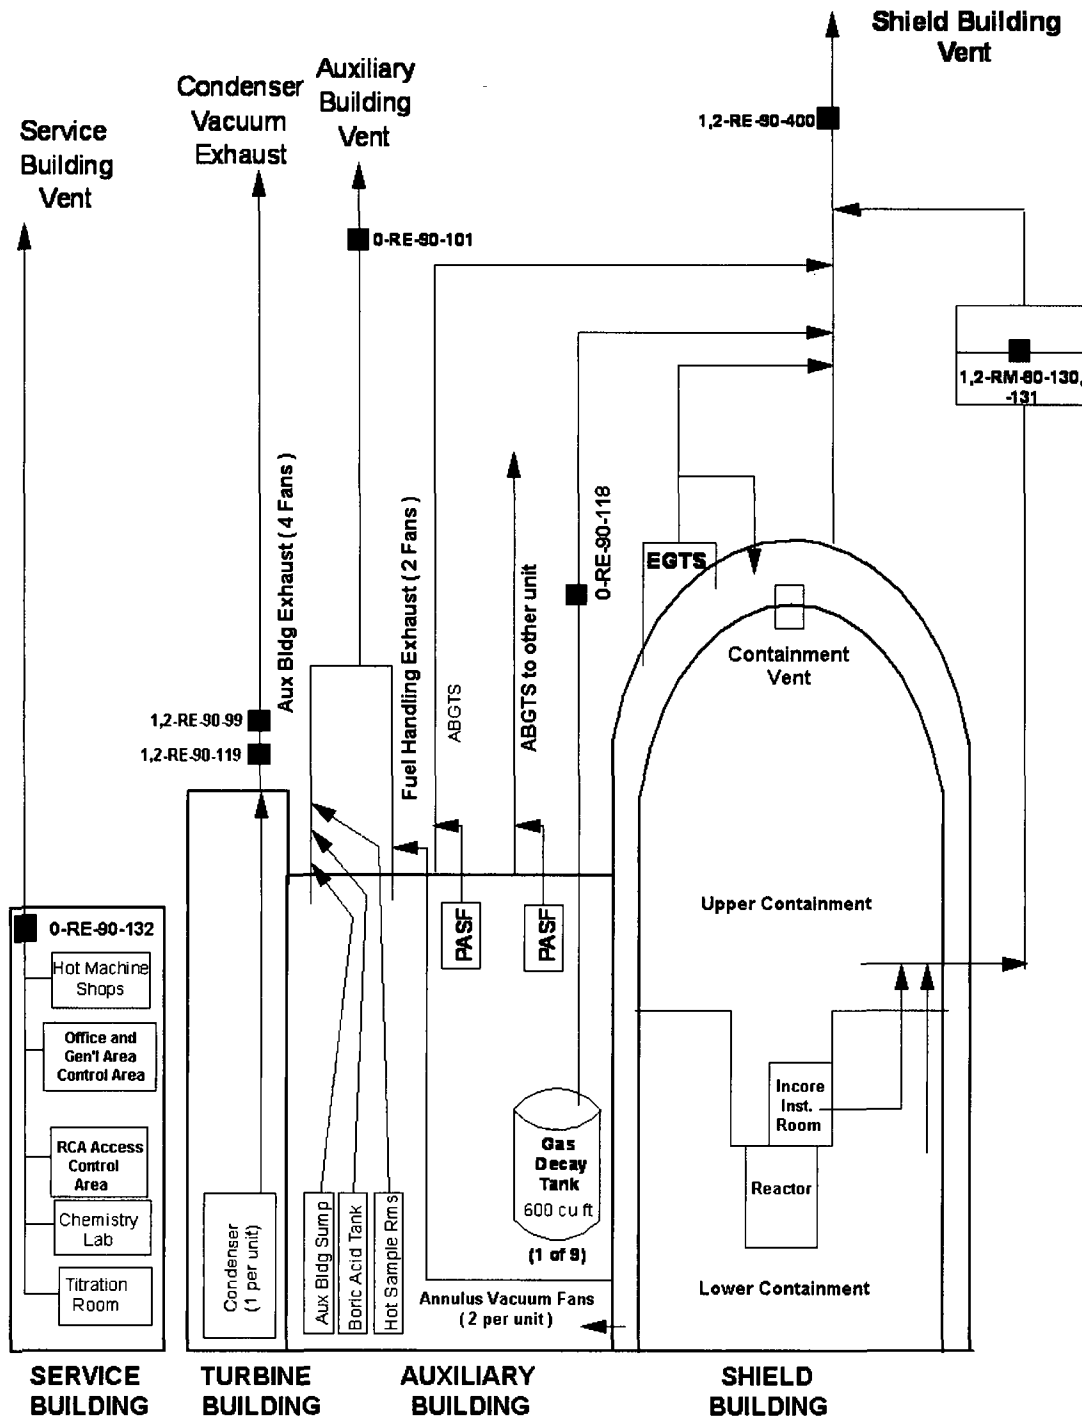 Shield Building
Vent
Auxiliary
Building
Vent
Condenser
Vacuum
Exhaust
Service
Building
Vent
1,2-RE-90-400
0-RE-90-101
1,2-RM-90-130,
-131
Aux Bldg Exhaust ( 4 Fans )
Fuel Handling Exhaust ( 2 Fans )
ABGTS
ABGTS to other unit
0-RE-90-118
EGTS
Containment
Vent
1,2-RE-90-99
1,2-RE-90-119
Upper Containment
PASF
PASF
0-RE-90-132
Hot Machine
Shops
Office and
Gen'l Area
Control Area
RCA Access
Control
Area
Chemistry
Lab
Titration
Room
Condenser
(1 per unit)
Aux Bldg Sump
Boric Acid Tank
Hot Sample Rms
Gas
Decay
Tank
600 cu ft
(1 of 9)
Incore
Inst.
Room
Reactor
Lower Containment
Annulus Vacuum Fans
( 2 per unit )
SERVICE
BUILDING
TURBINE
BUILDING
AUXILIARY
BUILDING
SHIELD
BUILDING